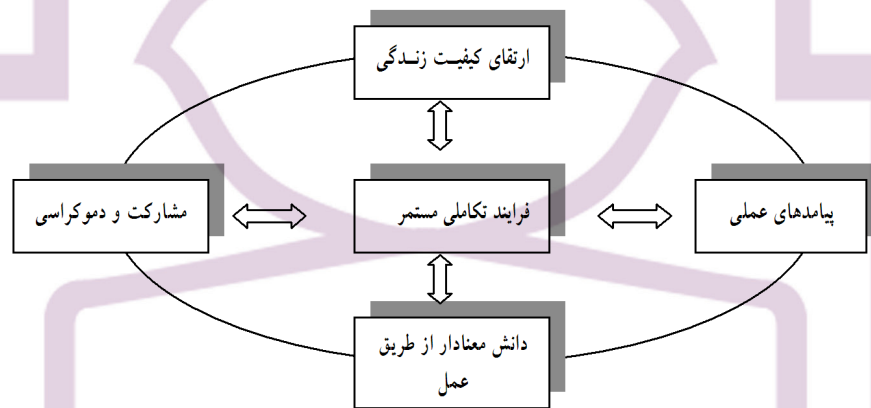 ارتقای کیفیت زندگی
پیامدهای عملی
فرایند تکاملی مستمر
مشارکت و دموکراسی
دانش معنادار از طریق
عمل